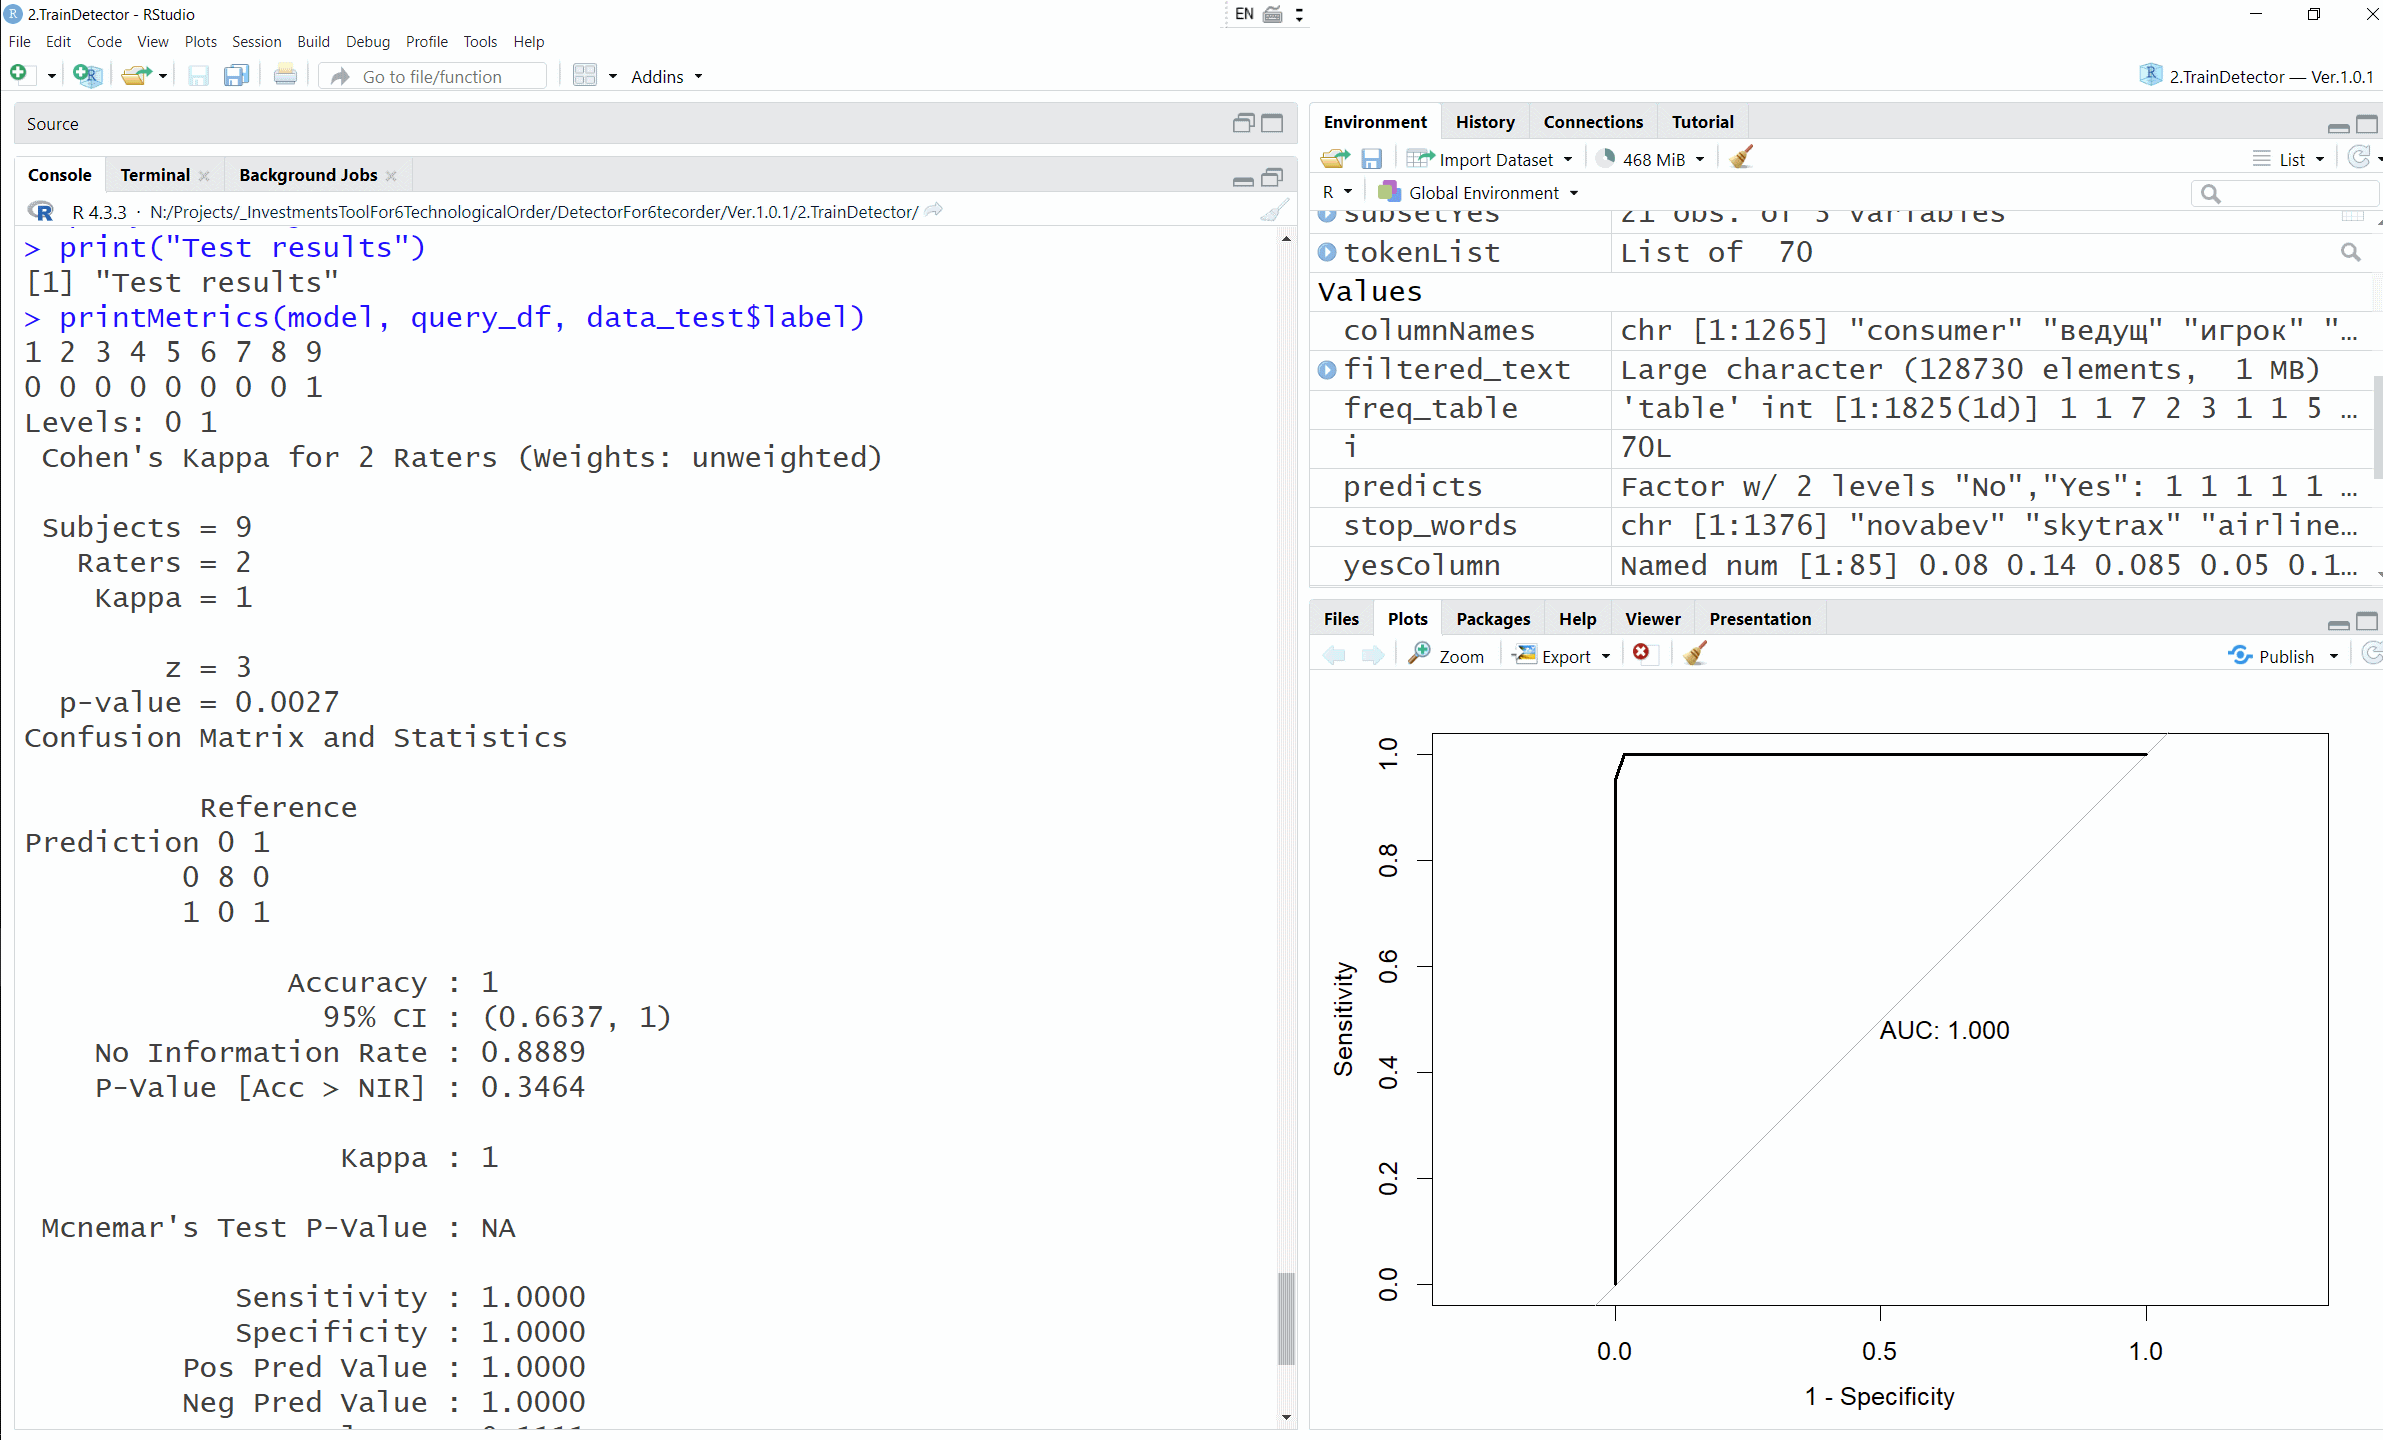 2.TrainDetector - RStudio
EN
File Edit Code View Plots Session Build Debug Profile Tools Help
Go to file/function
Addins
2.TrainDetector — Ver.1.0.1
Source
Console Terminal Background Jobs
R 4.3.3 · N:/Projects/_InvestmentsToolFor6TechnologicalOrder/DetectorFor6tecorder/Ver.1.0.1/2.TrainDetector/
> print("Test results")
[1] "Test results"
> printMetrics(model, query_df, data_test$label)
1 2 3 4 5 6 7 8 9
0 0 0 0 0 0 0 0 1
Levels: 0 1
Cohen's Kappa for 2 Raters (Weights: unweighted)
Subjects = 9
Raters = 2
Kappa = 1
z = 3
p-value = 0.0027
Confusion Matrix and Statistics
Reference
Prediction 0 1
0 8 0
1 0 1
Accuracy : 1
95% CI : (0.6637, 1)
No Information Rate : 0.8889
P-Value [Acc > NIR] : 0.3464
Kappa : 1
Mcnemar's Test P-Value : NA
Sensitivity : 1.0000
Specificity : 1.0000
Pos Pred Value : 1.0000
Neg Pred Value : 1.0000
Environment History Connections Tutorial
Import Dataset 468 MiB List
R Global Environment
subsetYes 21 obs. of 3 variables
tokenList List of 70
Values
columnNames chr [1:1265] "consumer" "ведущ" "игрок" "…
filtered_text Large character (128730 elements, 1 MB)
freq_table 'table' int [1:1825(1d)] 1 1 7 2 3 1 1 5 …
i 70L
predicts Factor w/ 2 levels "No","Yes": 1 1 1 1 1 …
stop_words chr [1:1376] "novabev" "skytrax" "airline…
yesColumn Named num [1:85] 0.08 0.14 0.085 0.05 0.1…
Files Plots Packages Help Viewer Presentation
Zoom Export Publish
1.0
0.8
0.6
0.4
0.2
0.0
Sensitivity
AUC: 1.000
0.0 0.5 1.0
1 - Specificity